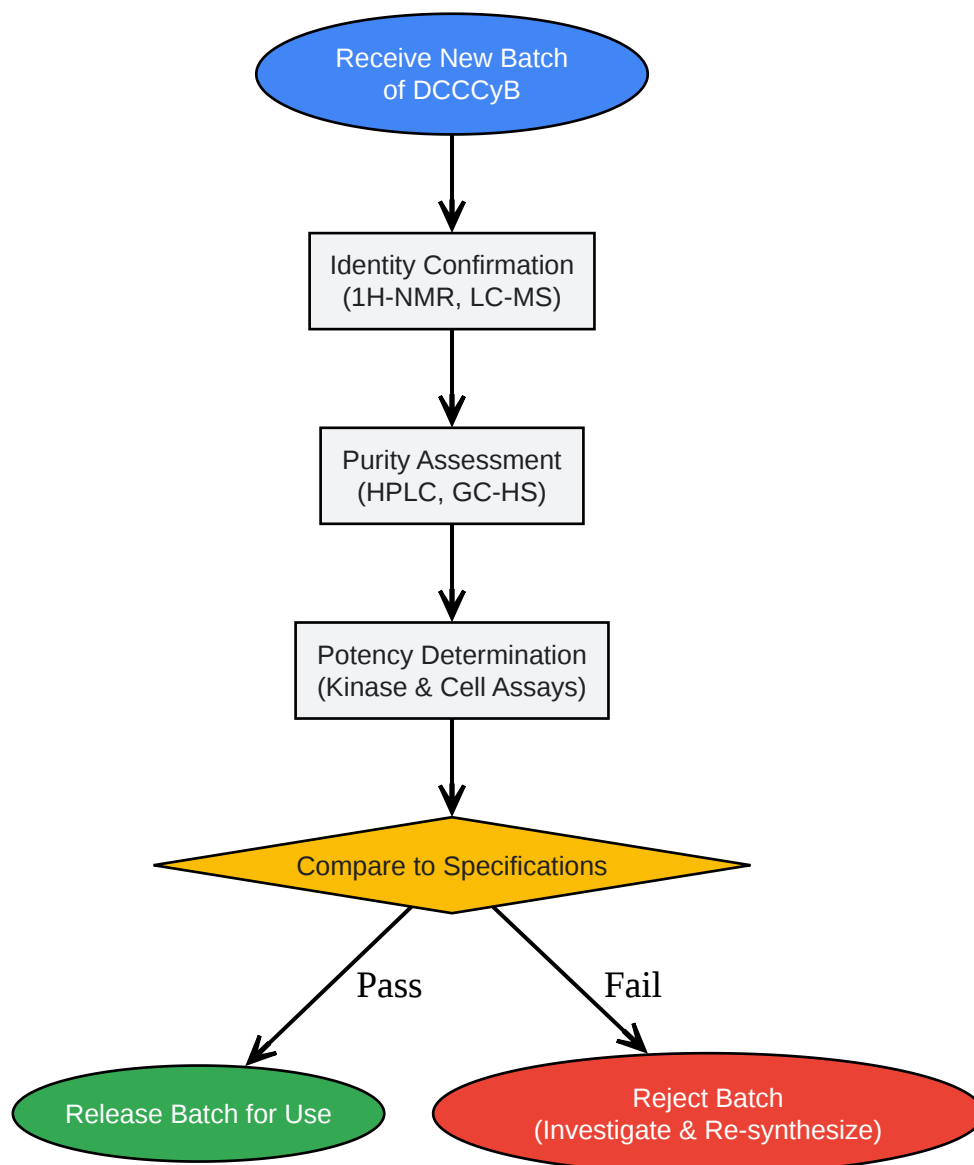 Receive New Batch
of DCCCyB
Identity Confirmation
(1H-NMR, LC-MS)
Purity Assessment
(HPLC, GC-HS)
Potency Determination
(Kinase & Cell Assays)
Compare to Specifications
Pass
Fail
Release Batch for Use
Reject Batch
(Investigate & Re-synthesize)